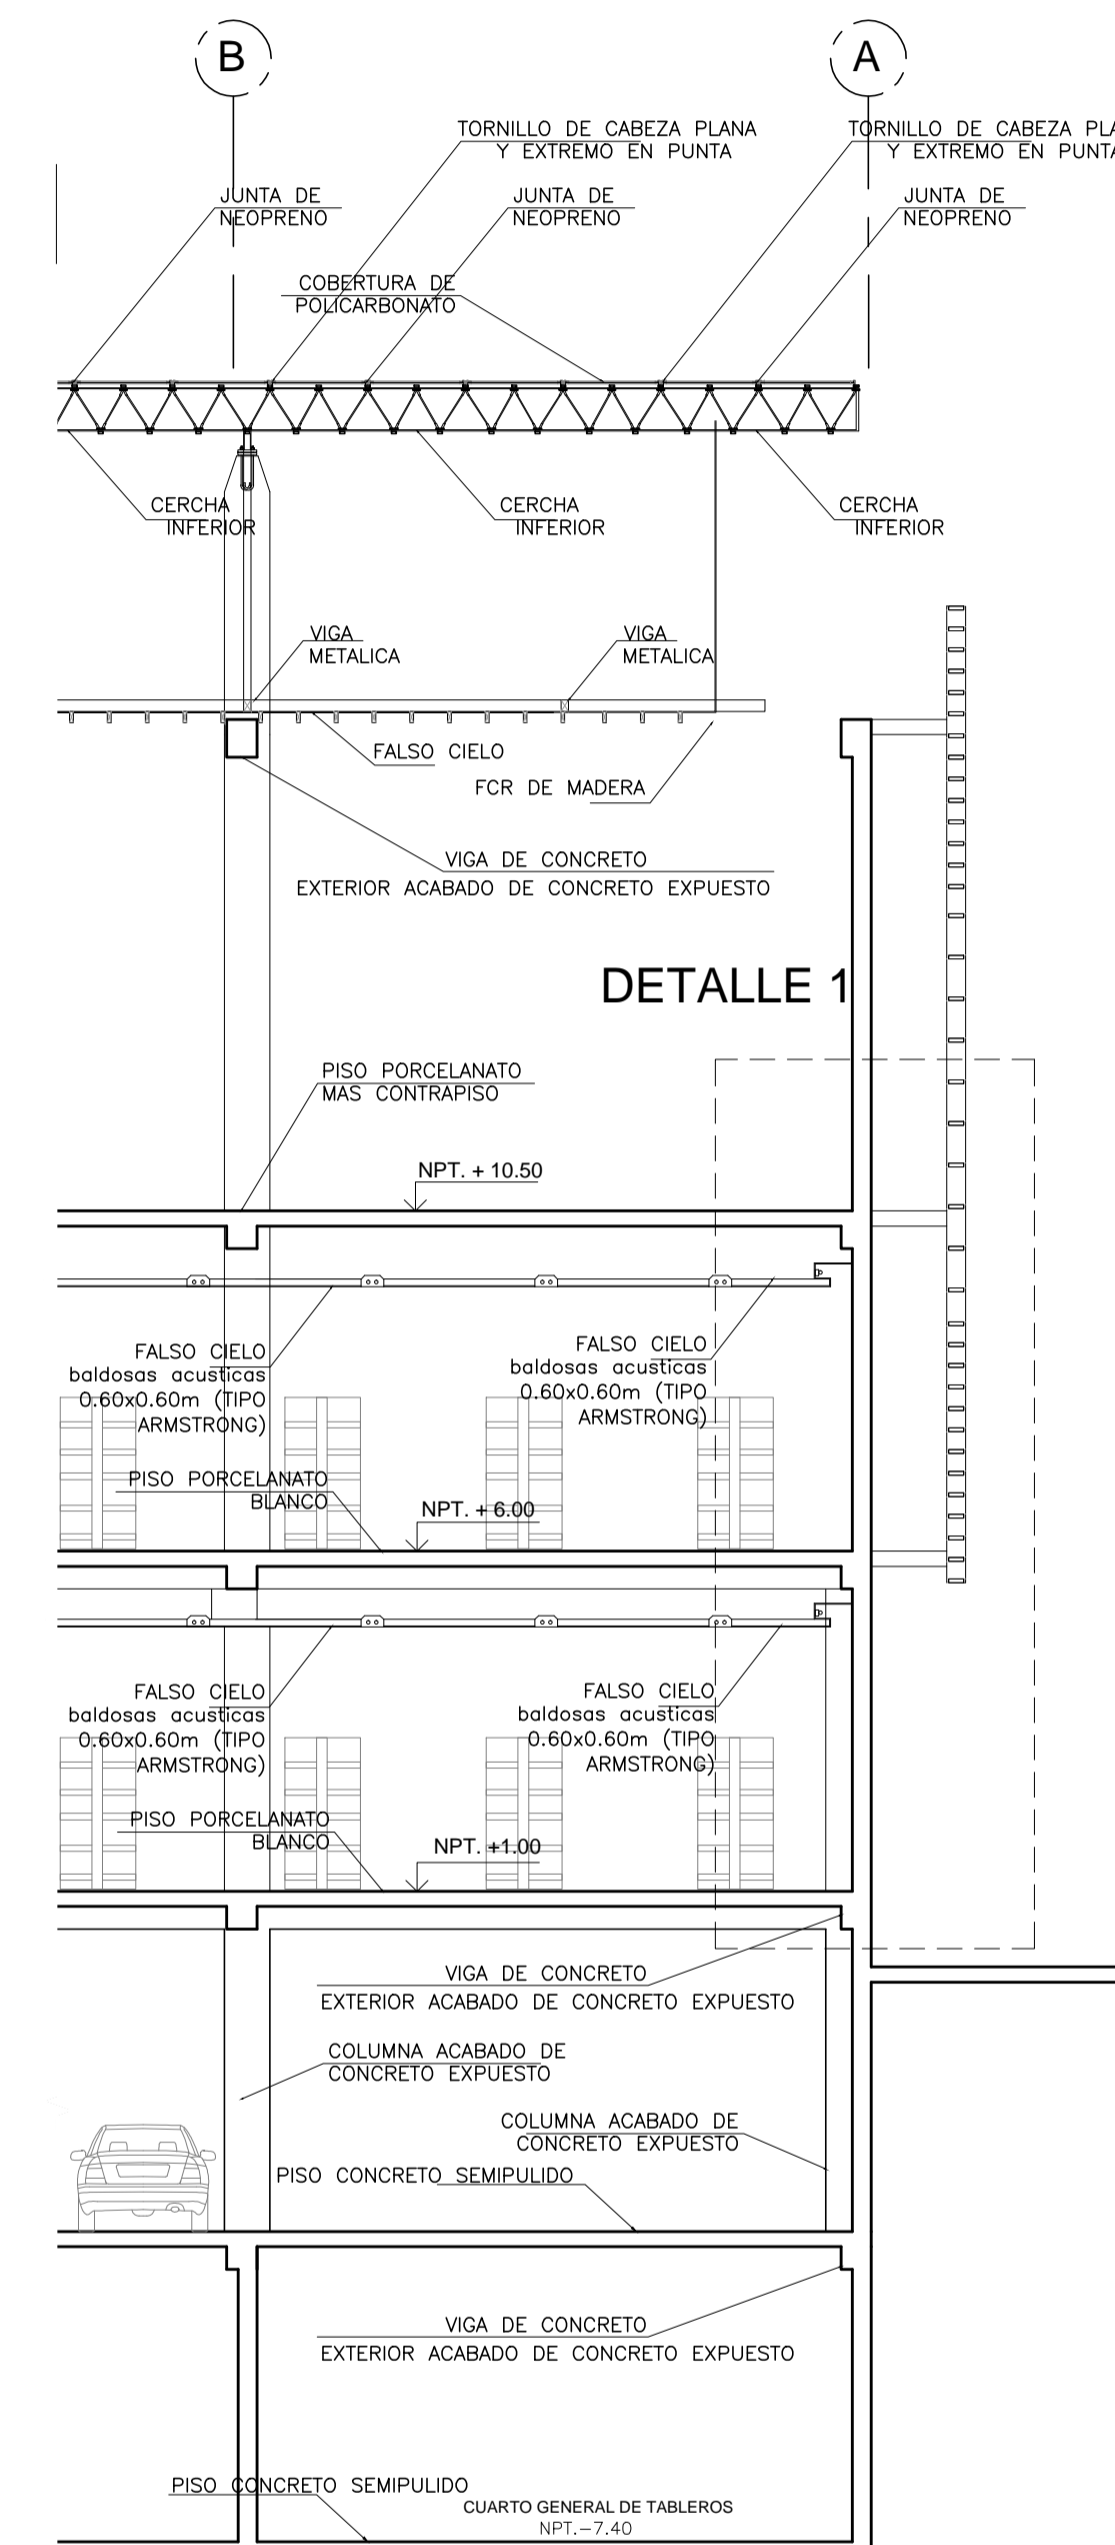 B
A
TORNILLO DE CABEZA PLANA
Y EXTREMO EN PUNTA
TORNILLO DE CABEZA PLA
Y EXTREMO EN PUNTA
JUNTA DE
NEOPRENO
JUNTA DE
NEOPRENO
JUNTA DE
NEOPRENO
COBERTURA DE
POLICARBONATO
CERCHA
INFERIOR
CERCHA
INFERIOR
CERCHA
INFERIOR
VIGA
METALICA
VIGA
METALICA
FALSO CIELO
FCR DE MADERA
VIGA DE CONCRETO
EXTERIOR ACABADO DE CONCRETO EXPUESTO
DETALLE 1
PISO PORCELANATO
MAS CONTRAPISO
NPT. + 10.50
FALSO CIELO
baldosas acusticas
0.60x0.60m (TIPO
ARMSTRONG)
FALSO CIELO
baldosas acusticas
0.60x0.60m (TIPO
ARMSTRONG)
PISO PORCELANATO
BLANCO
NPT. + 6.00
FALSO CIELO
baldosas acusticas
0.60x0.60m (TIPO
ARMSTRONG)
FALSO CIELO
baldosas acusticas
0.60x0.60m (TIPO
ARMSTRONG)
PISO PORCELANATO
BLANCO
NPT. +1.00
VIGA DE CONCRETO
EXTERIOR ACABADO DE CONCRETO EXPUESTO
COLUMNA ACABADO DE
CONCRETO EXPUESTO
COLUMNA ACABADO DE
CONCRETO EXPUESTO
PISO CONCRETO SEMIPULIDO
VIGA DE CONCRETO
EXTERIOR ACABADO DE CONCRETO EXPUESTO
PISO CONCRETO SEMIPULIDO
CUARTO GENERAL DE TABLEROS
NPT.-7.40